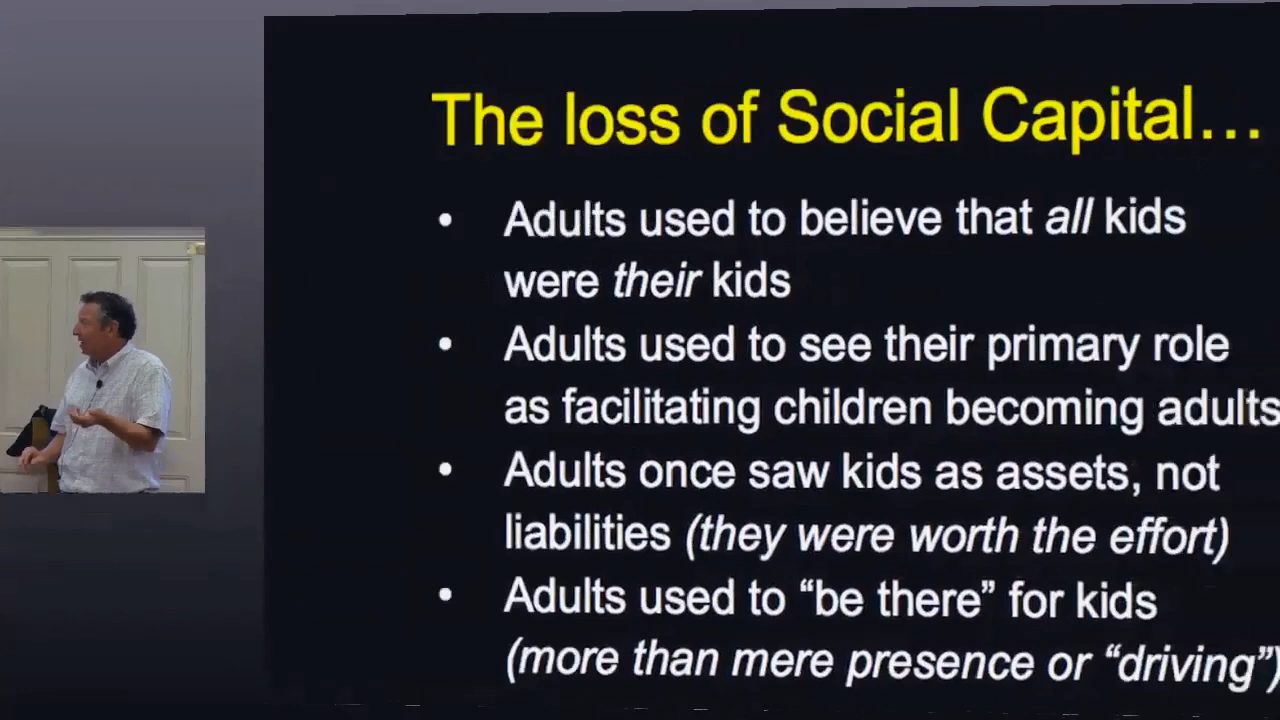 The loss of Social Capital…
• Adults used to believe that all kids
were their kids
• Adults used to see their primary role
as facilitating children becoming adults
• Adults once saw kids as assets, not
liabilities (they were worth the effort)
• Adults used to “be there” for kids
(more than mere presence or “driving”)